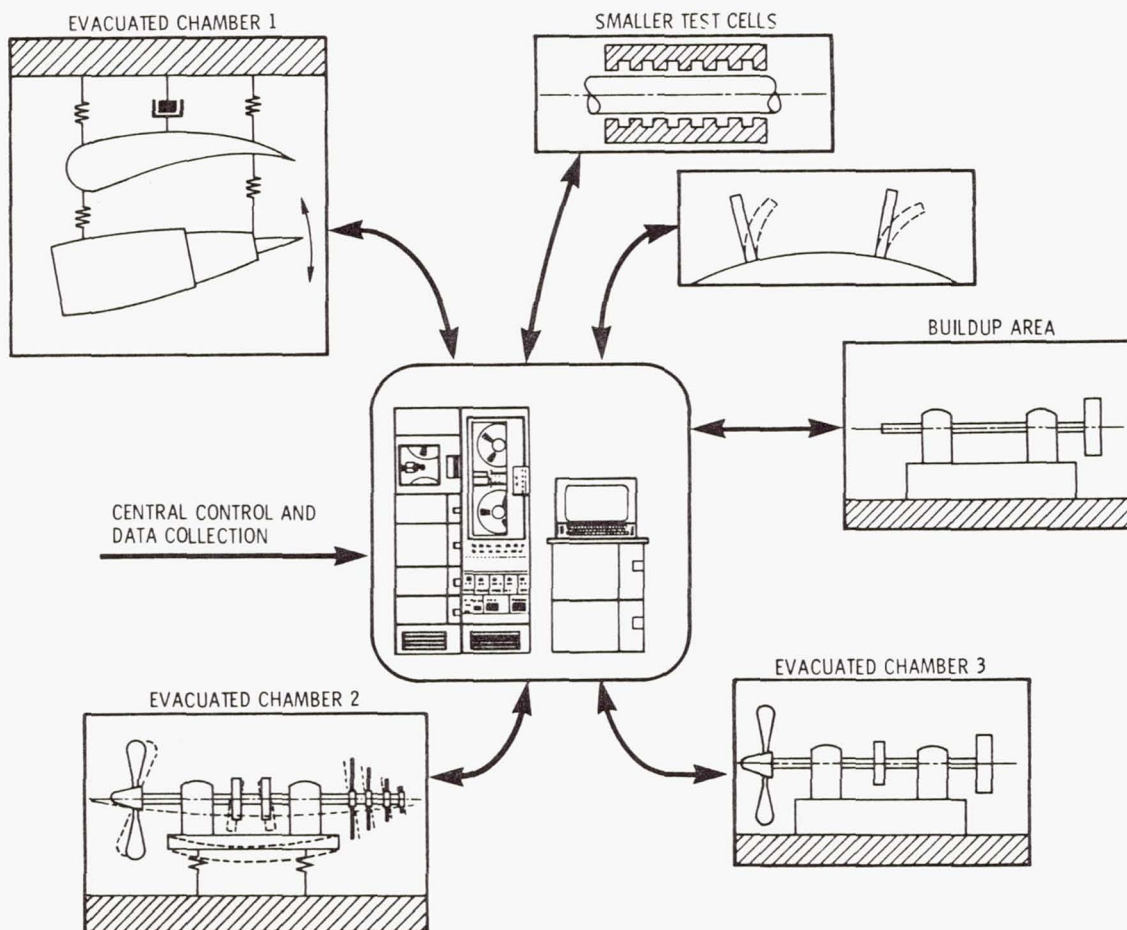 EVACUATED CHAMBER 1
SMALLER TEST CELLS
BUILDUP AREA
CENTRAL CONTROL AND
DATA COLLECTION
EVACUATED CHAMBER 2
EVACUATED CHAMBER 3